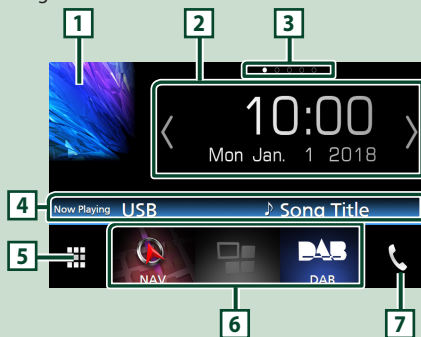 1 2 3
10:00
Mon Jan. 1 2018
4 Now Playing USB ♪ Song Title
5 DAB
NAV DAB
6 7